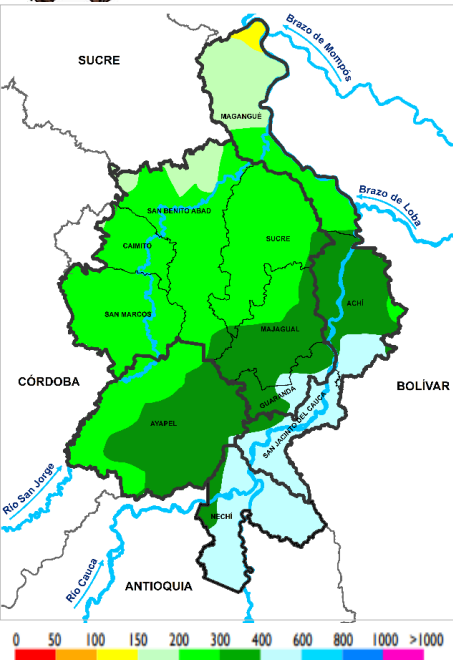 Brazo de Mompós
SUCRE
MAGANGUÉ
Brazo de Loba
SAN BENITO ABAD
SUCRE
CAIMITO
ACHÍ
SAN MARCOS
MAJAGUAL
CÓRDOBA
BOLÍVAR
GUARANDA
SAN JACINTO DEL CAUCA
AYAPEL
Río San Jorge
NECHÍ
Río Cauca
ANTIOQUIA
0 50 100 150 200 300 400 600 800 1000 >1000